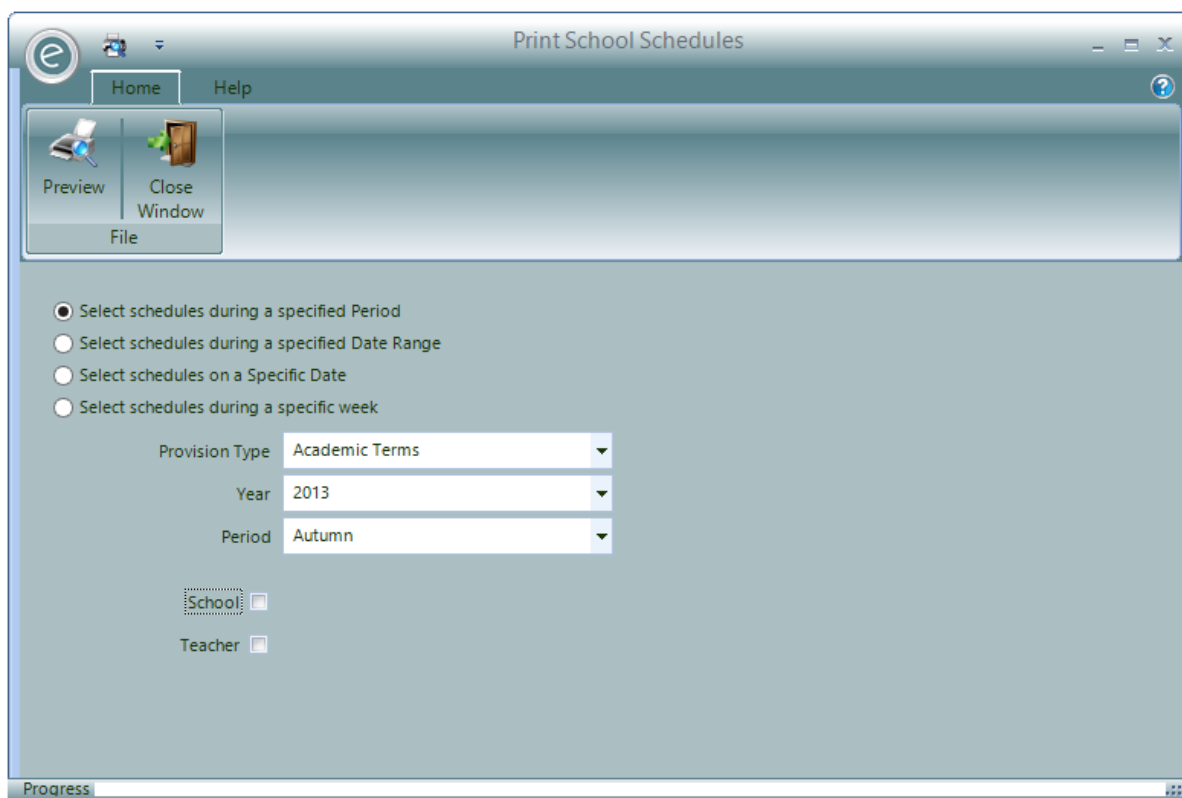 e
Print School Schedules
Home Help
?
Preview
Close
Window
File
Select schedules during a specified Period
Select schedules during a specified Date Range
Select schedules on a Specific Date
Select schedules during a specific week
Provision Type Academic Terms
Year 2013
Period Autumn
School
Teacher
Progress